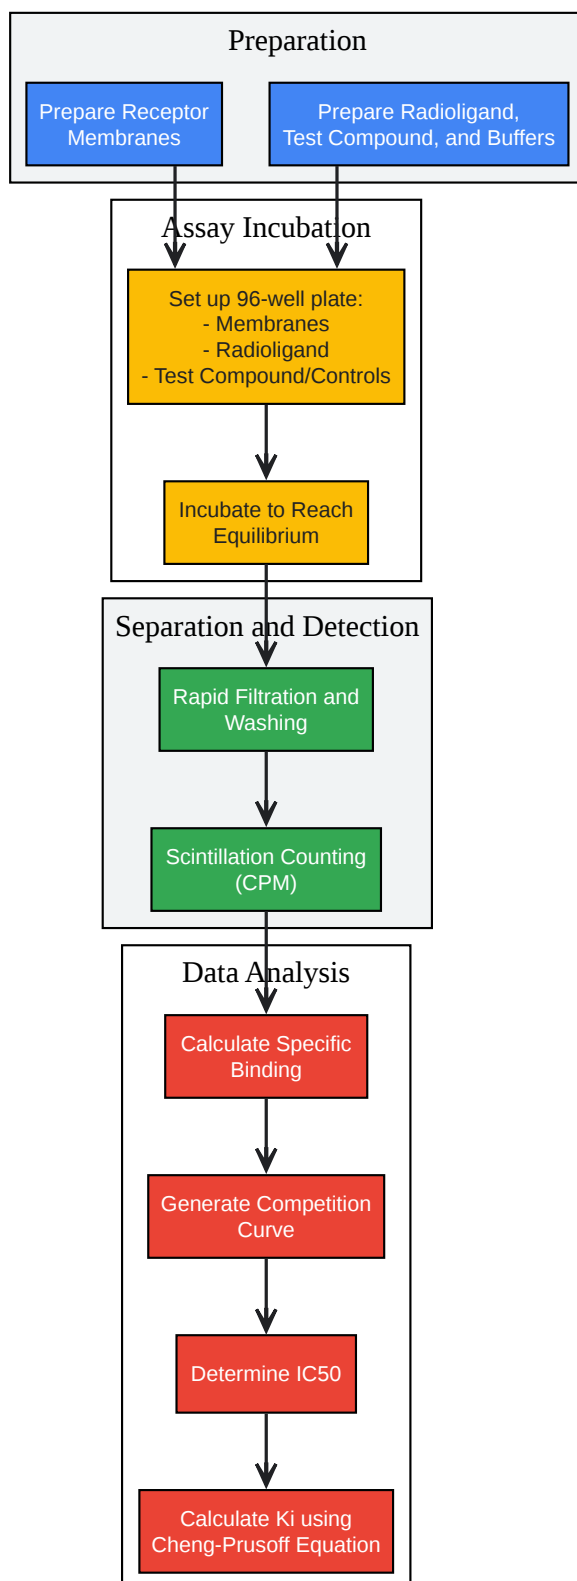 Preparation
Prepare Receptor
Membranes
Prepare Radioligand,
Test Compound, and Buffers
Assay Incubation
Set up 96-well plate:
- Membranes
- Radioligand
- Test Compound/Controls
Incubate to Reach
Equilibrium
Separation and Detection
Rapid Filtration and
Washing
Scintillation Counting
(CPM)
Data Analysis
Calculate Specific
Binding
Generate Competition
Curve
Determine IC50
Calculate Ki using
Cheng-Prusoff Equation